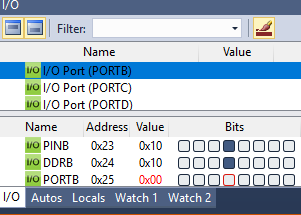 I/O
Filter:
Name Value
I/O I/O Port (PORTB)
I/O I/O Port (PORTC)
I/O I/O Port (PORTD)
Name Address Value Bits
I/O PINB 0x23 0x10
I/O DDRB 0x24 0x10
I/O PORTB 0x25 0x00
I/O Autos Locals Watch 1 Watch 2